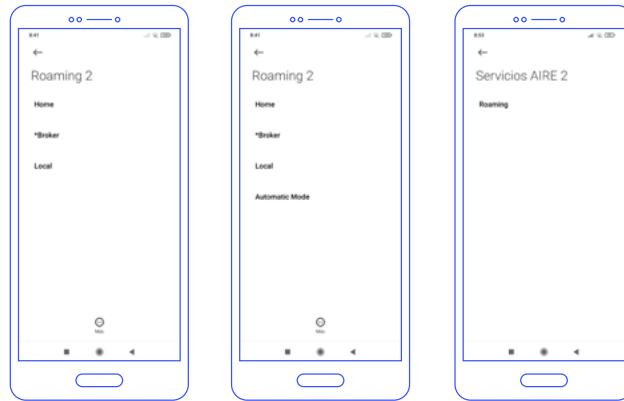 8:41
Roaming 2
Home
*Broker
Local
Más
8:41
Roaming 2
Home
*Broker
Local
Automatic Mode
Más
8:53
Servicios AIRE 2
Roaming